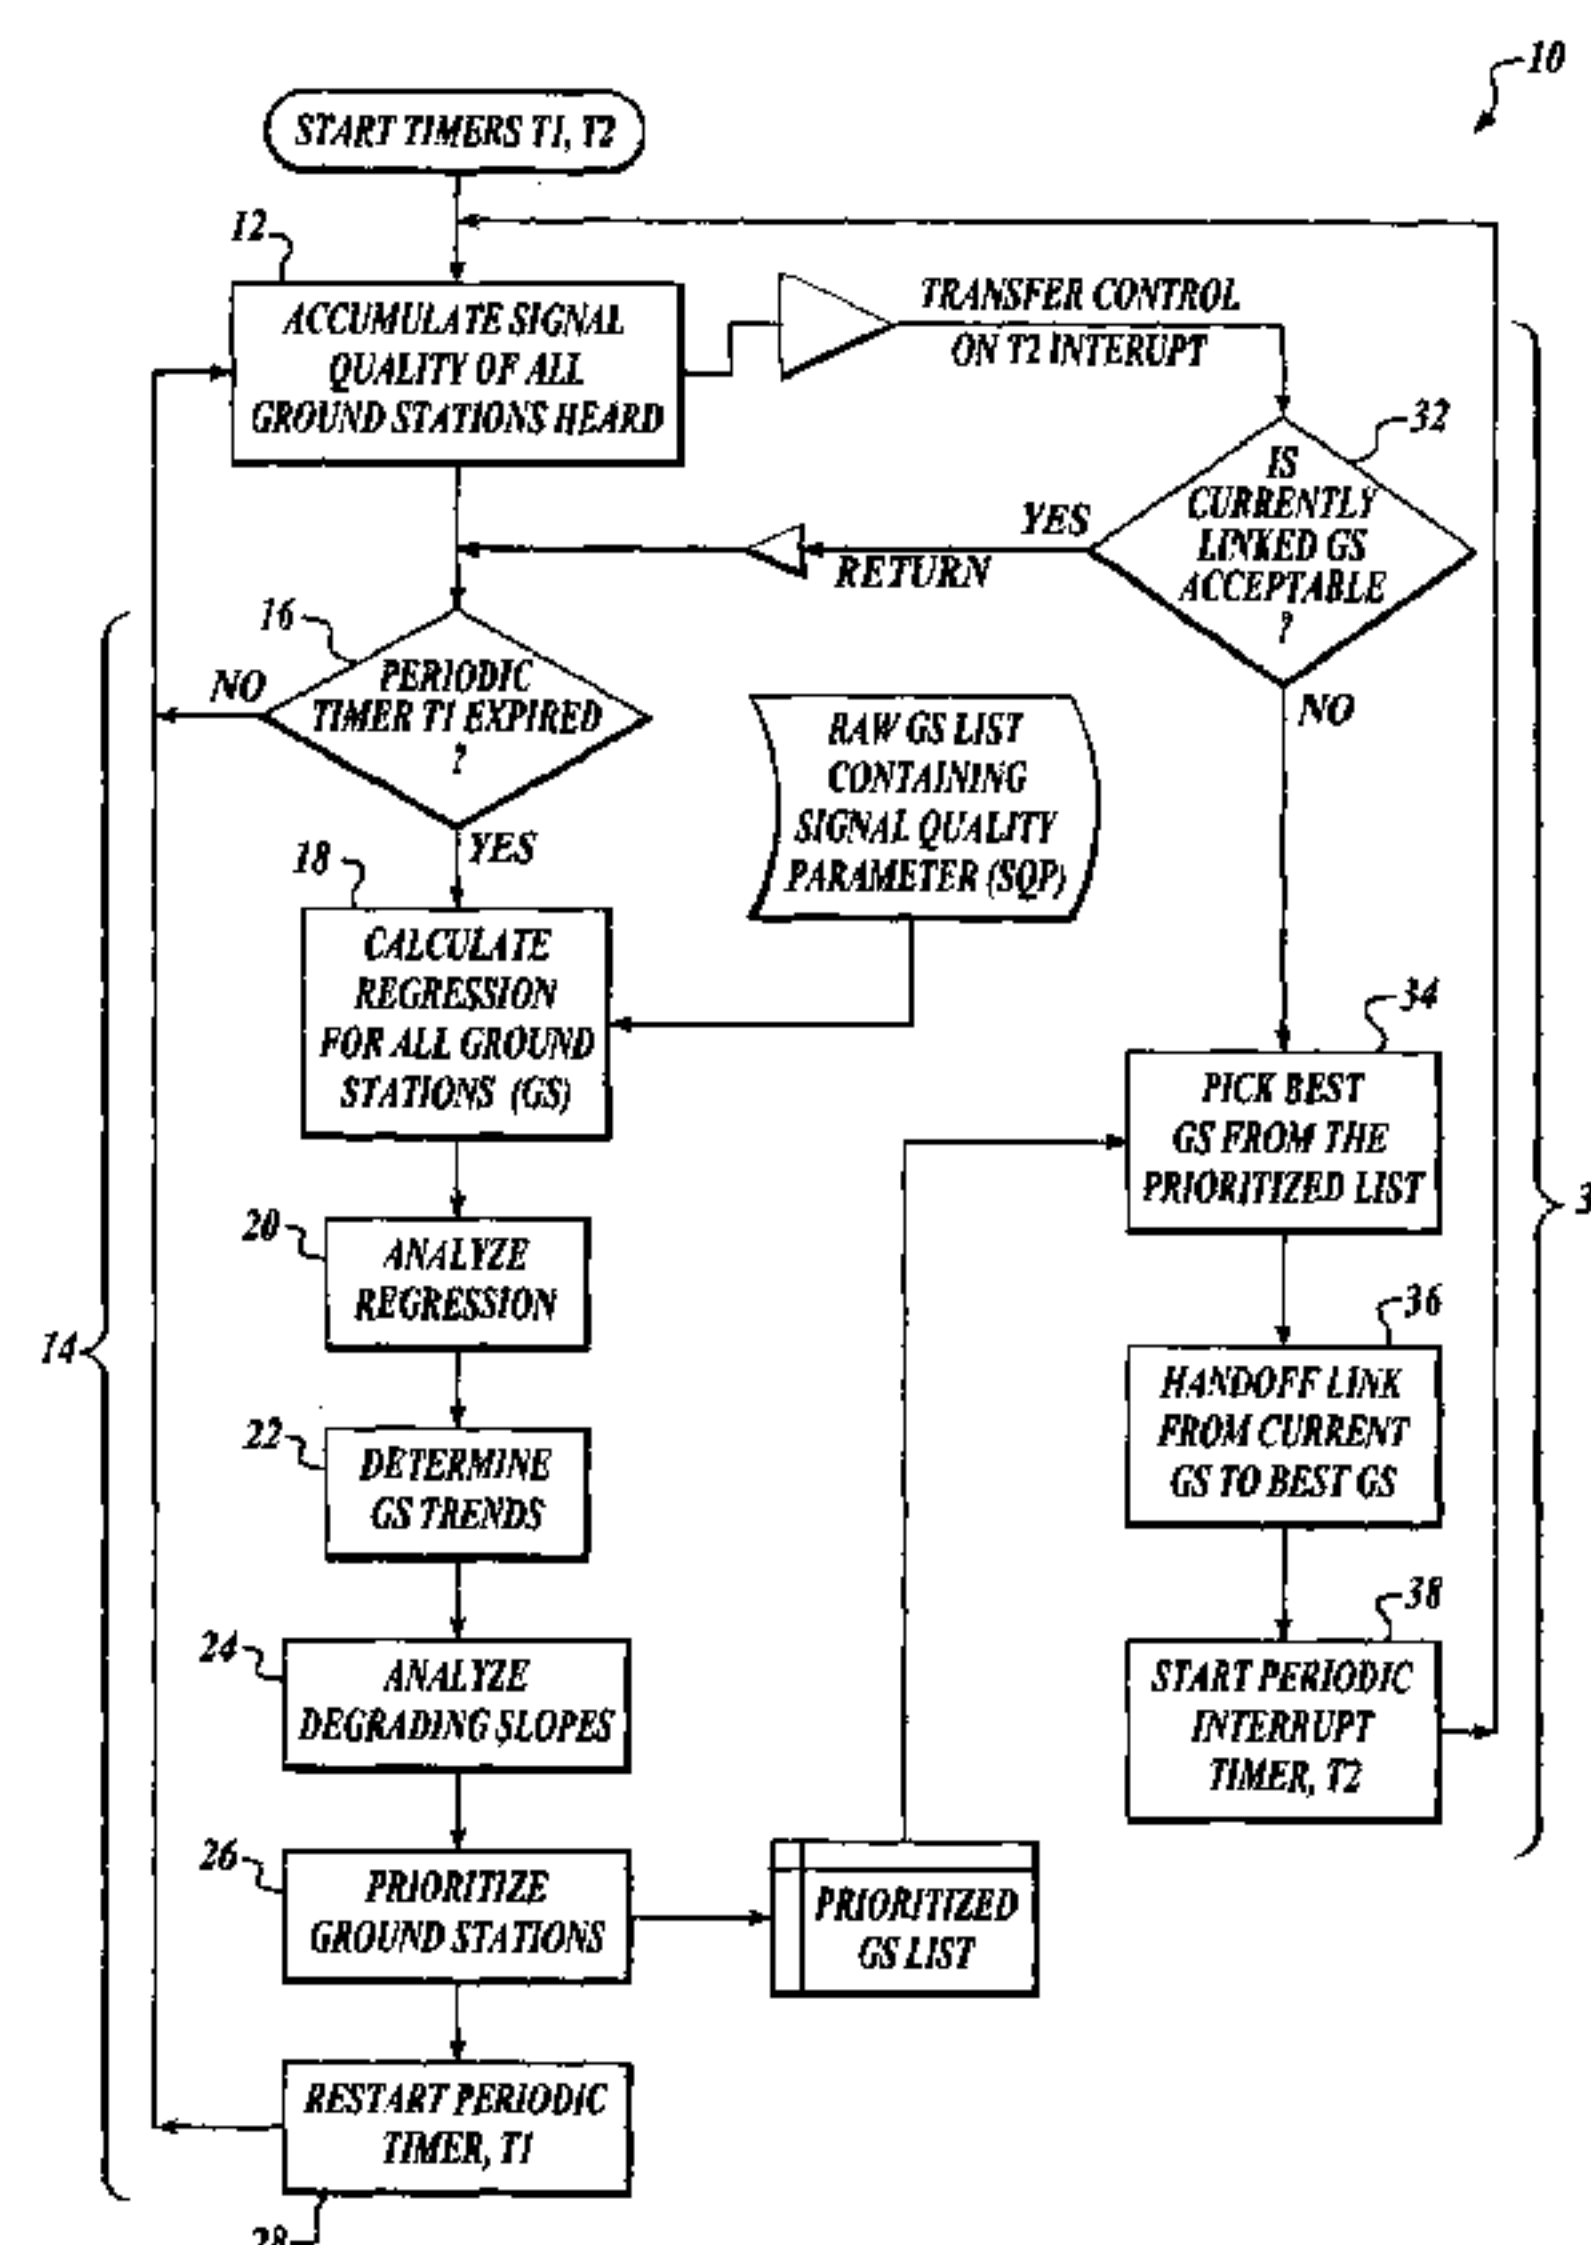 10
START TIMERS T1, T2
12
ACCUMULATE SIGNAL
QUALITY OF ALL
GROUND STATIONS HEARD
TRANSFER CONTROL
ON T2 INTERUPT
32
IS
CURRENTLY
LINKED GS
ACCEPTABLE
?
YES
RETURN
NO
16
PERIODIC
TIMER T1 EXPIRED
?
NO
YES
RAW GS LIST
CONTAINING
SIGNAL QUALITY
PARAMETER (SQP)
18
CALCULATE
REGRESSION
FOR ALL GROUND
STATIONS (GS)
34
PICK BEST
GS FROM THE
PRIORITIZED LIST
3
20
ANALYZE
REGRESSION
14
36
HANDOFF LINK
FROM CURRENT
GS TO BEST GS
22
DETERMINE
GS TRENDS
38
START PERIODIC
INTERRUPT
TIMER, T2
24
ANALYZE
DEGRADING SLOPES
26
PRIORITIZE
GROUND STATIONS
PRIORITIZED
GS LIST
RESTART PERIODIC
TIMER, T1
28